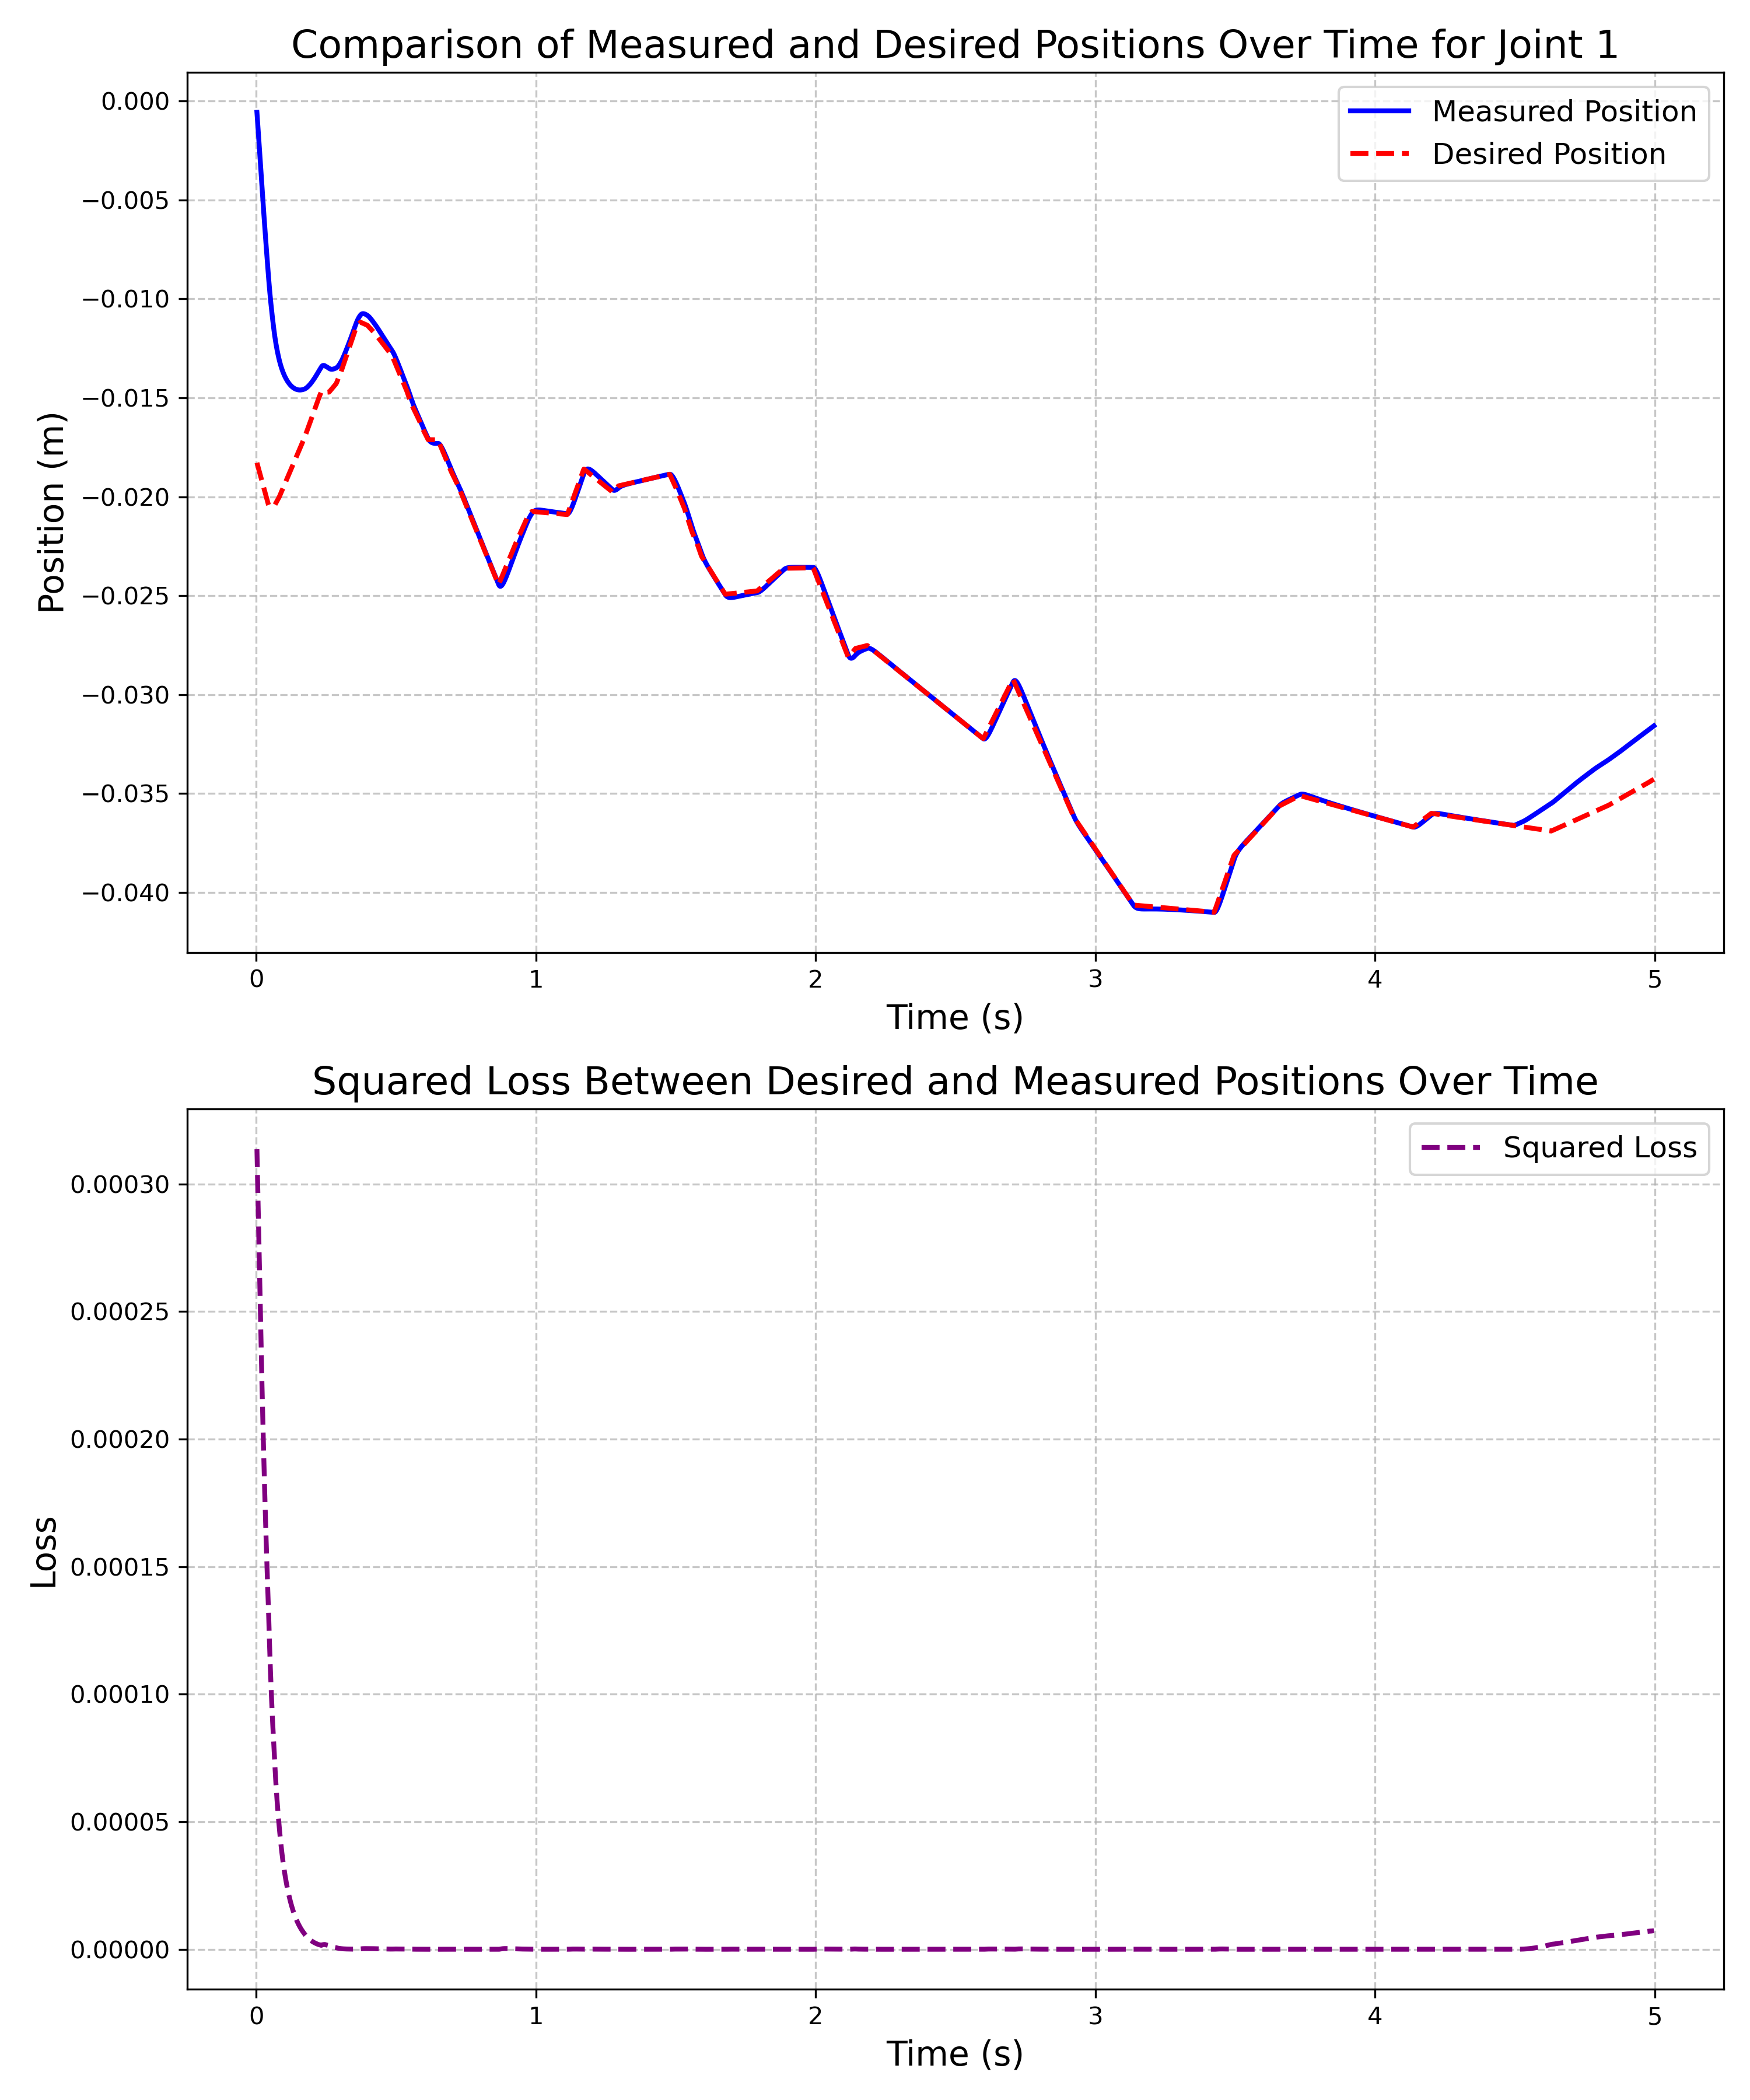 Comparison of Measured and Desired Positions Over Time for Joint 1
Measured Position
Desired Position
Position (m)
0.000
−0.005
−0.010
−0.015
−0.020
−0.025
−0.030
−0.035
−0.040
0 1 2 3 4 5
Time (s)
Squared Loss Between Desired and Measured Positions Over Time
Squared Loss
Loss
0.00030
0.00025
0.00020
0.00015
0.00010
0.00005
0.00000
0 1 2 3 4 5
Time (s)